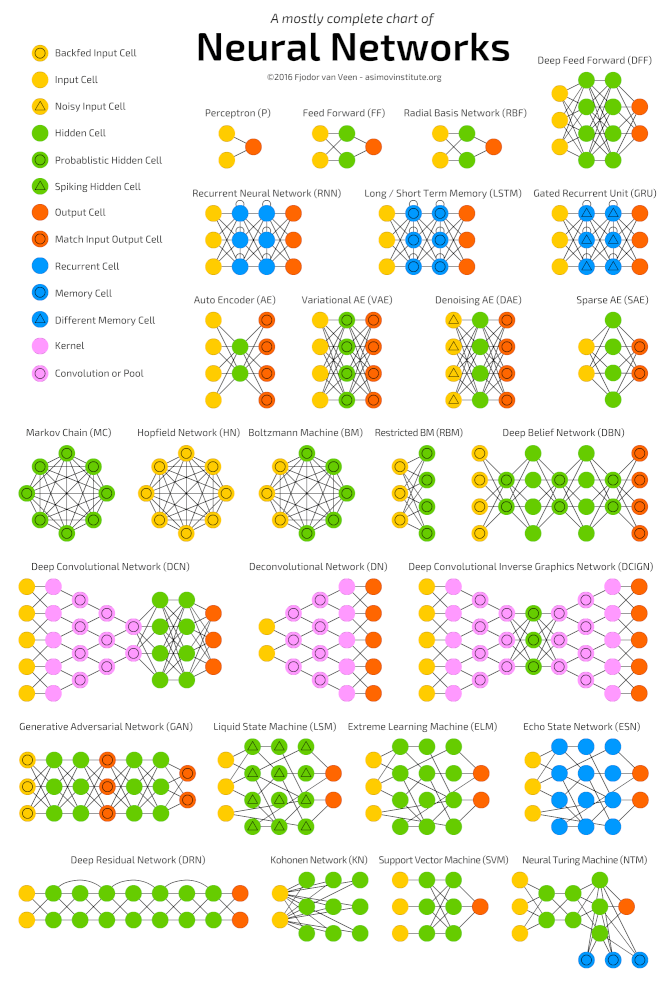 A mostly complete chart of
Neural Networks
©2016 Fjodor van Veen - asimovinstitute.org
Backfed Input Cell
Input Cell
Noisy Input Cell
Hidden Cell
Probablistic Hidden Cell
Spiking Hidden Cell
Output Cell
Match Input Output Cell
Recurrent Cell
Memory Cell
Different Memory Cell
Kernel
Convolution or Pool
Deep Feed Forward (DFF)
Perceptron (P)
Feed Forward (FF)
Radial Basis Network (RBF)
Recurrent Neural Network (RNN)
Long / Short Term Memory (LSTM)
Gated Recurrent Unit (GRU)
Auto Encoder (AE)
Variational AE (VAE)
Denoising AE (DAE)
Sparse AE (SAE)
Markov Chain (MC)
Hopfield Network (HN)
Boltzmann Machine (BM)
Restricted BM (RBM)
Deep Belief Network (DBN)
Deep Convolutional Network (DCN)
Deconvolutional Network (DN)
Deep Convolutional Inverse Graphics Network (DCIGN)
Generative Adversarial Network (GAN)
Liquid State Machine (LSM)
Extreme Learning Machine (ELM)
Echo State Network (ESN)
Deep Residual Network (DRN)
Kohonen Network (KN)
Support Vector Machine (SVM)
Neural Turing Machine (NTM)